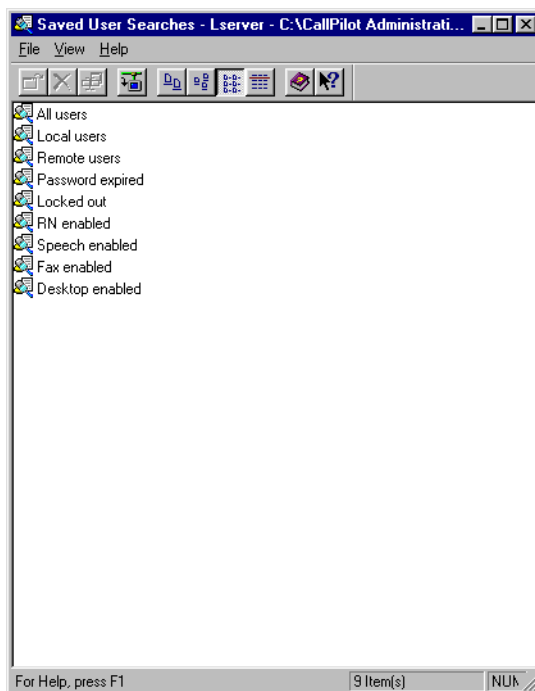 Saved User Searches - Lserver - C:\CallPilot Administrati...
File View Help
All users
Local users
Remote users
Password expired
Locked out
RN enabled
Speech enabled
Fax enabled
Desktop enabled
For Help, press F1 9 Item(s) NUM